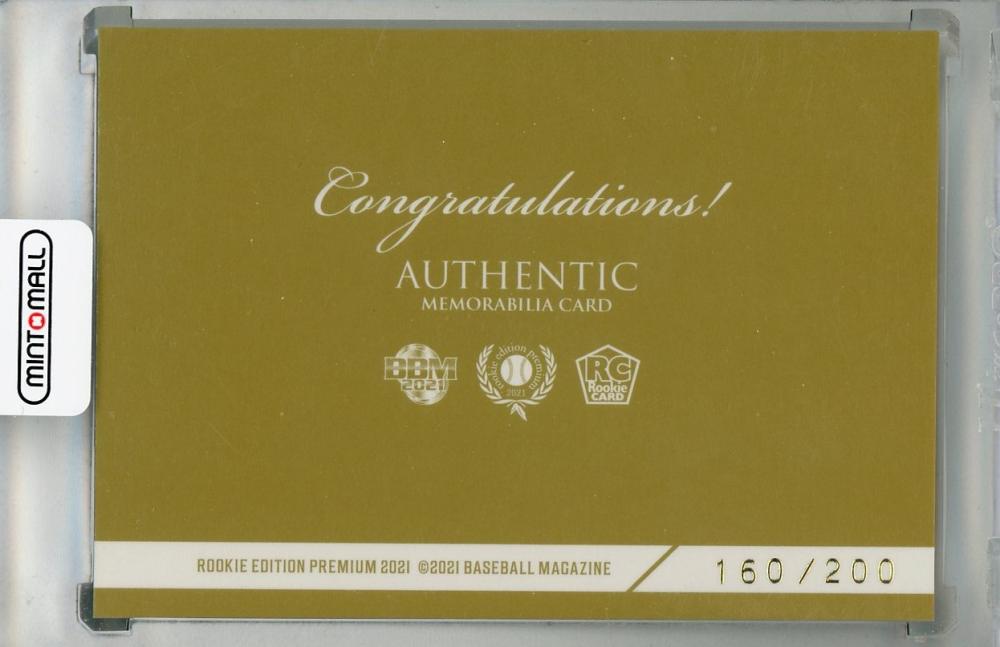 Congratulations!
AUTHENTIC
MEMORABILIA CARD
BBM
2021
rookie edition premium
2021
RC
Rookie
CARD
MINTOMALL
ROOKIE EDITION PREMIUM 2021 ©2021 BASEBALL MAGAZINE
160/200